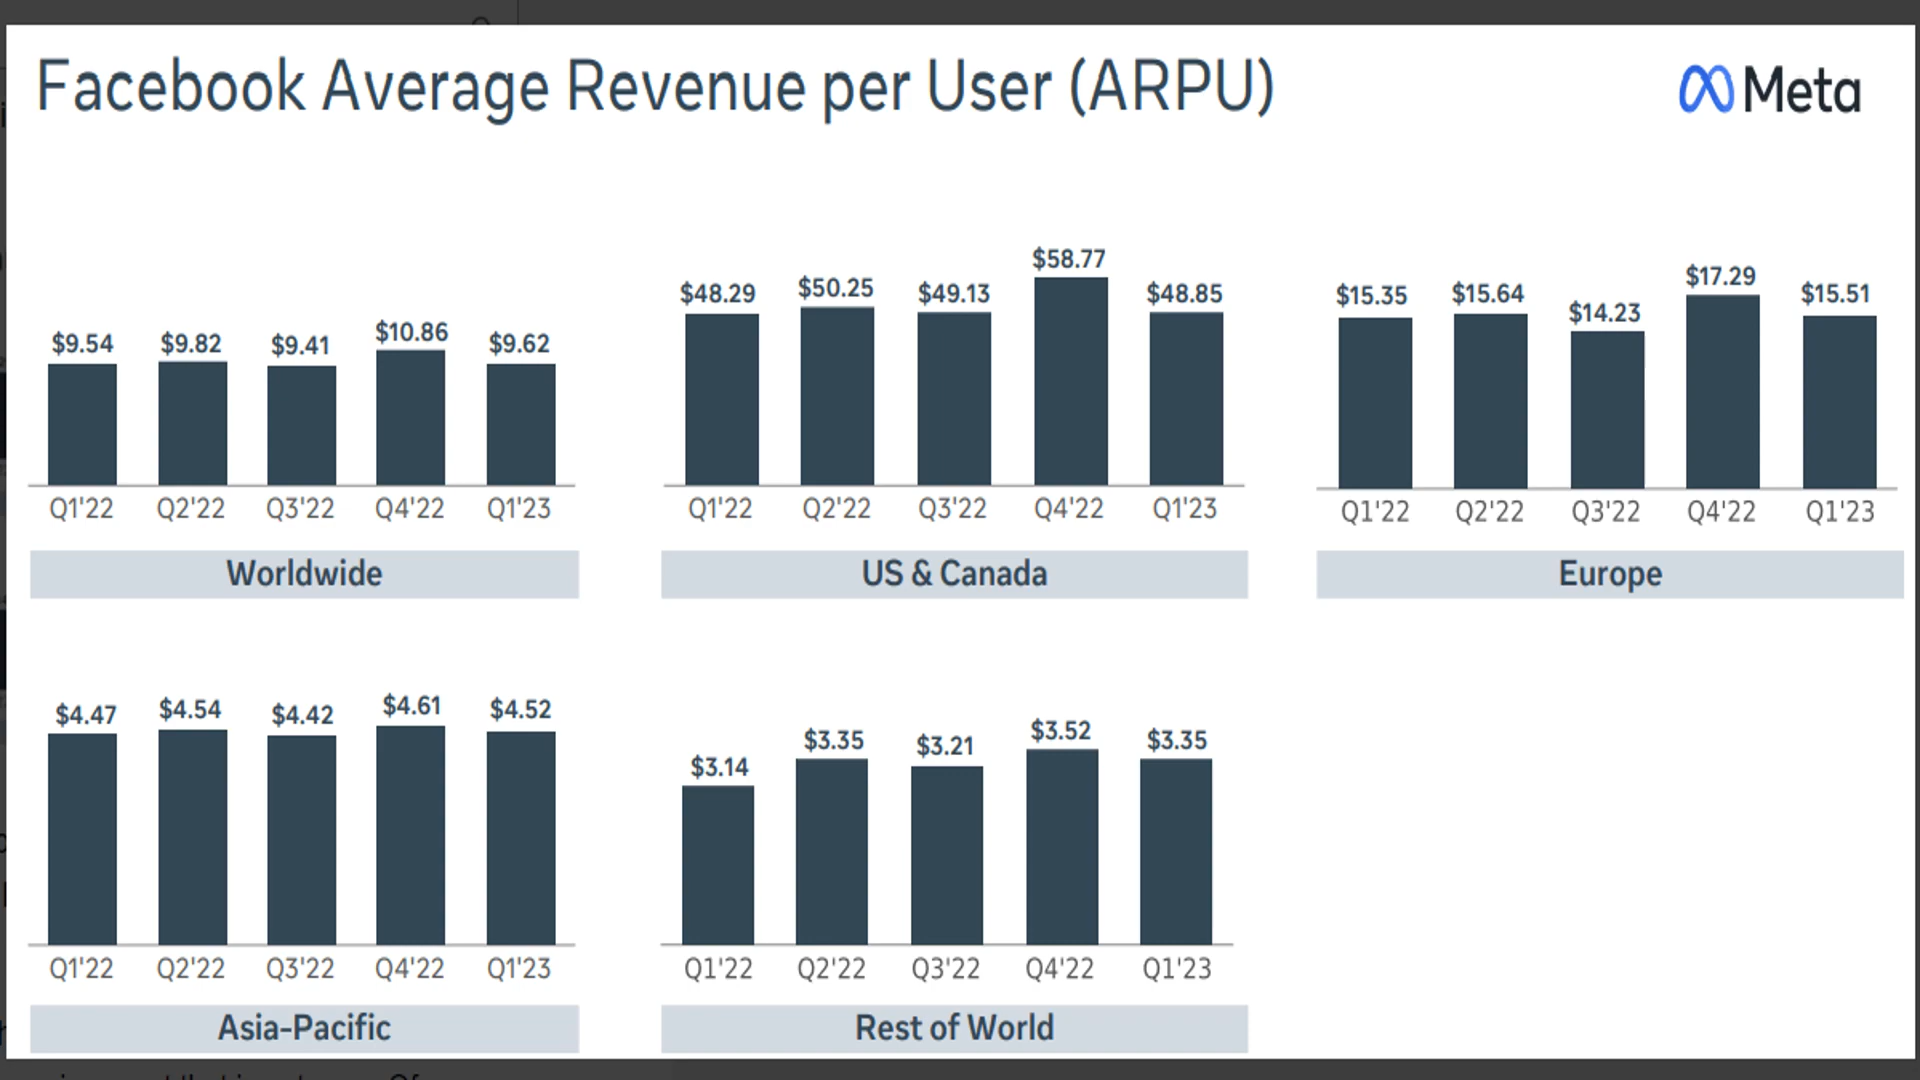 Facebook Average Revenue per User (ARPU)
Meta
$9.54 $9.82 $9.41 $10.86 $9.62
Q1'22 Q2'22 Q3'22 Q4'22 Q1'23
Worldwide
$48.29 $50.25 $49.13 $58.77 $48.85
Q1'22 Q2'22 Q3'22 Q4'22 Q1'23
US & Canada
$15.35 $15.64 $14.23 $17.29 $15.51
Q1'22 Q2'22 Q3'22 Q4'22 Q1'23
Europe
$4.47 $4.54 $4.42 $4.61 $4.52
Q1'22 Q2'22 Q3'22 Q4'22 Q1'23
Asia-Pacific
$3.14 $3.35 $3.21 $3.52 $3.35
Q1'22 Q2'22 Q3'22 Q4'22 Q1'23
Rest of World